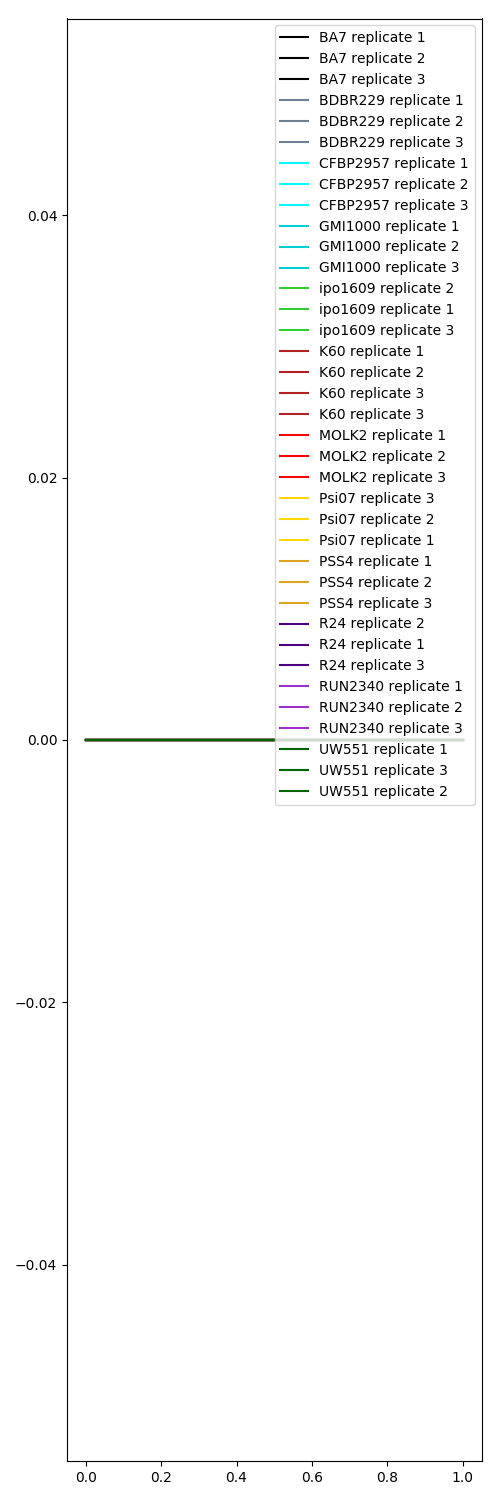 BA7 replicate 1
BA7 replicate 2
BA7 replicate 3
BDBR229 replicate 1
BDBR229 replicate 2
BDBR229 replicate 3
CFBP2957 replicate 1
CFBP2957 replicate 2
CFBP2957 replicate 3
0.04
GMI1000 replicate 1
GMI1000 replicate 2
GMI1000 replicate 3
ipo1609 replicate 2
ipo1609 replicate 1
ipo1609 replicate 3
K60 replicate 1
K60 replicate 2
K60 replicate 3
K60 replicate 3
MOLK2 replicate 1
MOLK2 replicate 2
MOLK2 replicate 3
0.02
Psi07 replicate 3
Psi07 replicate 2
Psi07 replicate 1
PSS4 replicate 1
PSS4 replicate 2
PSS4 replicate 3
R24 replicate 2
R24 replicate 1
R24 replicate 3
RUN2340 replicate 1
RUN2340 replicate 2
RUN2340 replicate 3
0.00
UW551 replicate 1
UW551 replicate 3
UW551 replicate 2
−0.02
−0.04
0.0 0.2 0.4 0.6 0.8 1.0